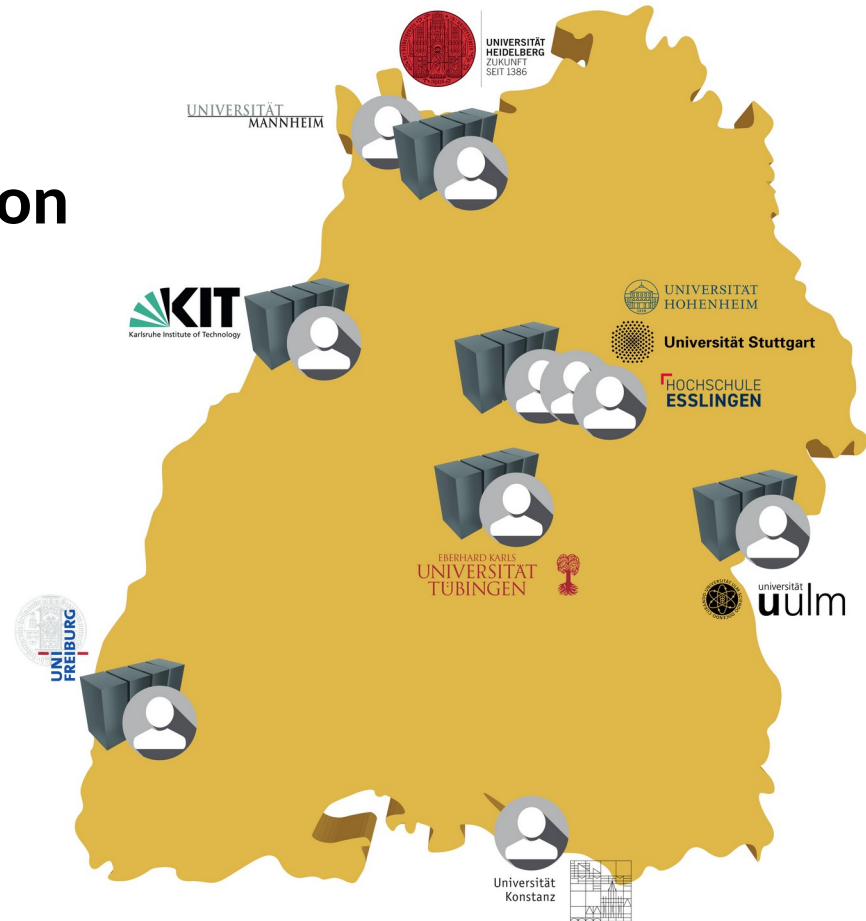 UNIVERSITÄT
HEIDELBERG
ZUKUNFT
SEIT 1386
UNIVERSITÄT
MANNHEIM
on
KIT
Karlsruhe Institute of Technology
UNIVERSITÄT
HOHENHEIM
Universität Stuttgart
HOCHSCHULE
ESSLINGEN
EBERHARD KARLS
UNIVERSITÄT
TÜBINGEN
universität
uulm
UNI
FREIBURG
Universität
Konstanz